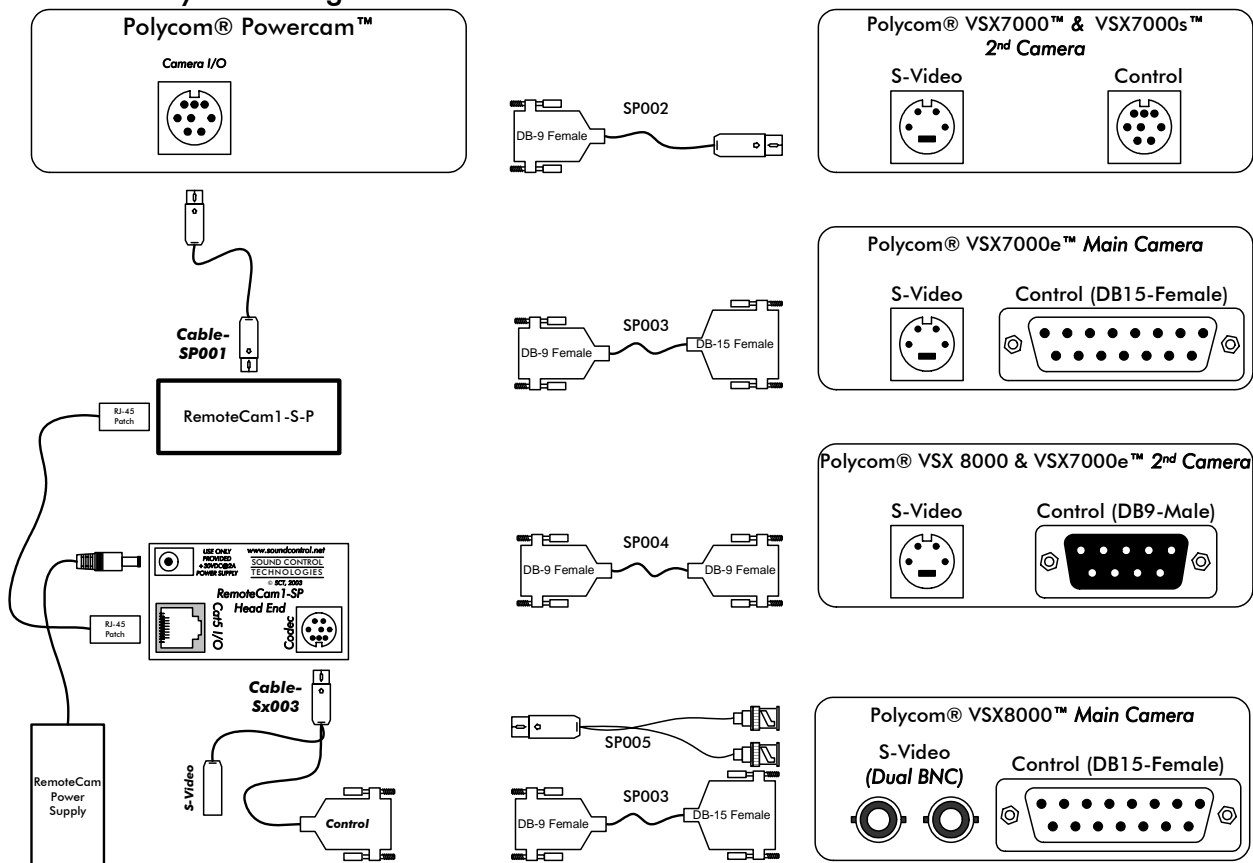 Polycom® Powercam™
Camera I/O
Cable-
SP001
RJ-45
Patch
RemoteCam1-S-P
USE ONLY
PROVIDED
+30VDC@2A
POWER SUPPLY
www.soundcontrol.net
SOUND CONTROL
TECHNOLOGIES
© SCT, 2003
RemoteCam1-SP
Head End
Cat5 I/O
Codec
RJ-45
Patch
Cable-
Sx003
S-Video
Control
RemoteCam
Power
Supply
SP002
DB-9 Female
SP003
DB-9 Female
DB-15 Female
SP004
DB-9 Female
DB-9 Female
SP005
SP003
DB-9 Female
DB-15 Female
Polycom® VSX7000™ & VSX7000s™
2nd Camera
S-Video
Control
Polycom® VSX7000e™ Main Camera
S-Video
Control (DB15-Female)
Polycom® VSX 8000 & VSX7000e™ 2nd Camera
S-Video
Control (DB9-Male)
Polycom® VSX8000™ Main Camera
S-Video
(Dual BNC)
Control (DB15-Female)